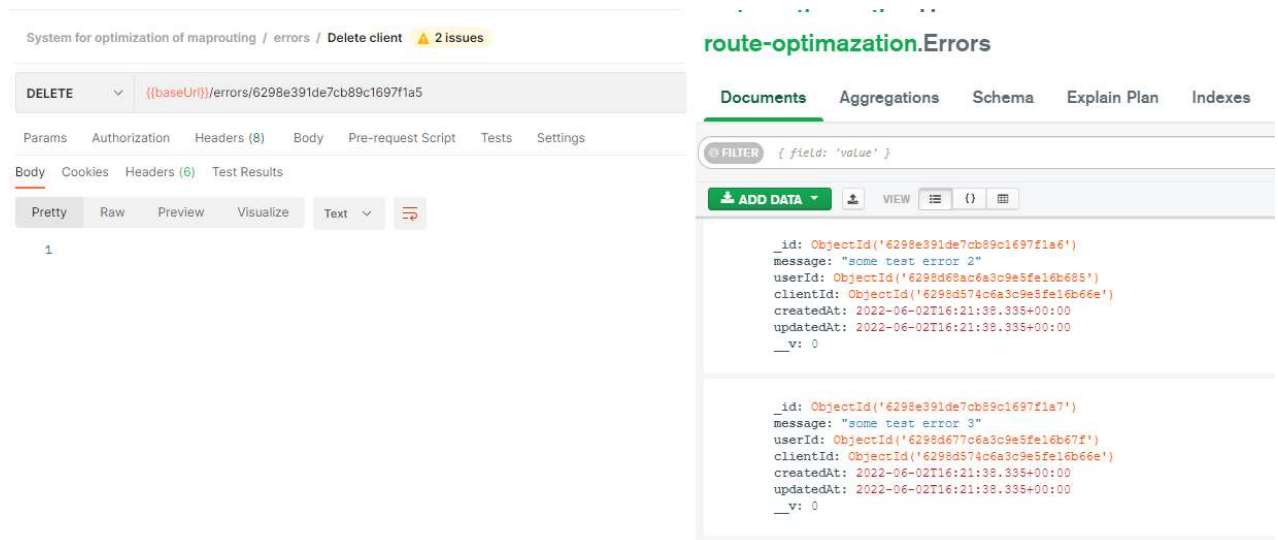 System for optimization of maprouting / errors / Delete client 2 issues
DELETE {{baseUrl}}/errors/6298e391de7cb89c1697f1a5
Params Authorization Headers (8) Body Pre-request Script Tests Settings
Body Cookies Headers (6) Test Results
Pretty Raw Preview Visualize Text
1
route-optimazation.Errors
Documents Aggregations Schema Explain Plan Indexes
FILTER { field: 'value' }
ADD DATA VIEW {}
_id: ObjectId('6298e391de7cb89c1697f1a6')
message: "some test error 2"
userId: ObjectId('6298d68ac6a3c9e5fe16b685')
clientId: ObjectId('6298d574c6a3c9e5fe16b66e')
createdAt: 2022-06-02T16:21:38.335+00:00
updatedAt: 2022-06-02T16:21:38.335+00:00
__v: 0
_id: ObjectId('6298e391de7cb89c1697f1a7')
message: "some test error 3"
userId: ObjectId('6298d677c6a3c9e5fe16b67f')
clientId: ObjectId('6298d574c6a3c9e5fe16b66e')
createdAt: 2022-06-02T16:21:38.335+00:00
updatedAt: 2022-06-02T16:21:38.335+00:00
__v: 0